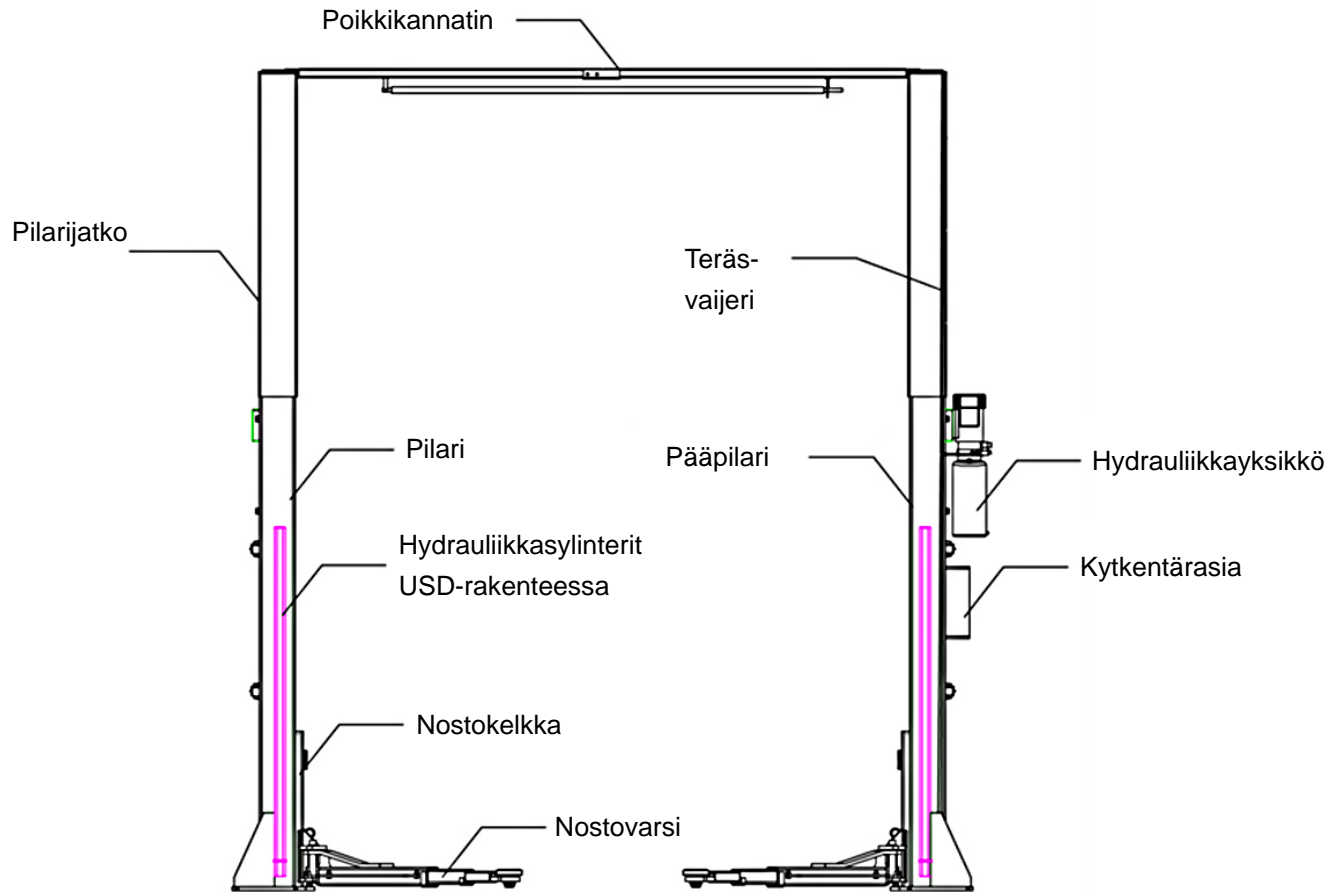 Poikkikannatin
Pilarijatko
Teräs-
vaijeri
Pilari
Pääpilari
Hydrauliikkayksikkö
Hydrauliikkasylinterit
USD-rakenteessa
Kytkentärasia
Nostokelkka
Nostovarsi